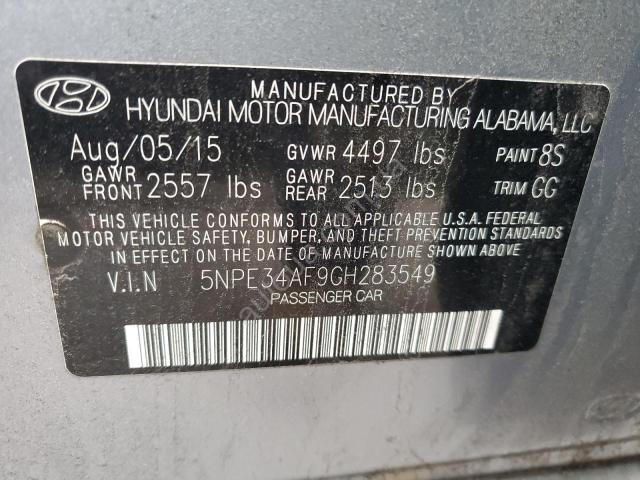 MANUFACTURED BY
HYUNDAI MOTOR MANUFACTURING ALABAMA, LLC
Aug/05/15 GVWR 4497 lbs PAINT 8S
GAWR FRONT 2557 lbs GAWR REAR 2513 lbs TRIM GG
THIS VEHICLE CONFORMS TO ALL APPLICABLE U.S.A. FEDERAL
MOTOR VEHICLE SAFETY, BUMPER, AND THEFT PREVENTION STANDARDS
IN EFFECT ON THE DATE OF MANUFACTURE SHOWN ABOVE
V.I.N 5NPE34AF9GH283549
PASSENGER CAR